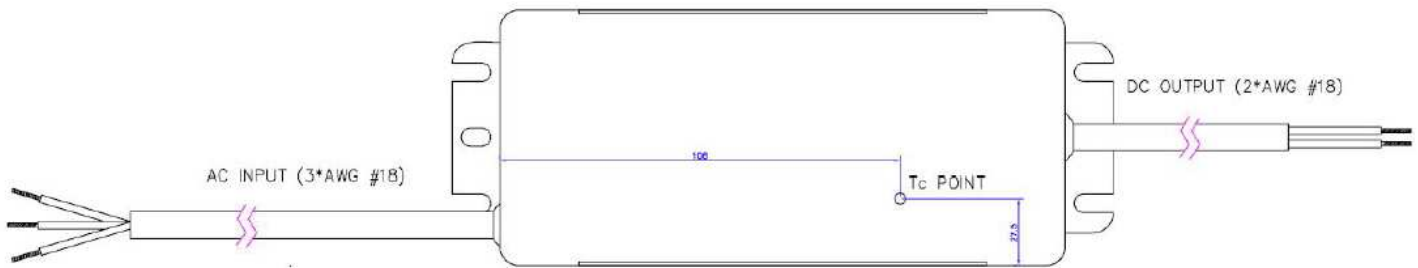 DC OUTPUT (2*AWG #18)
106
AC INPUT (3*AWG #18)
Tc POINT
27.5